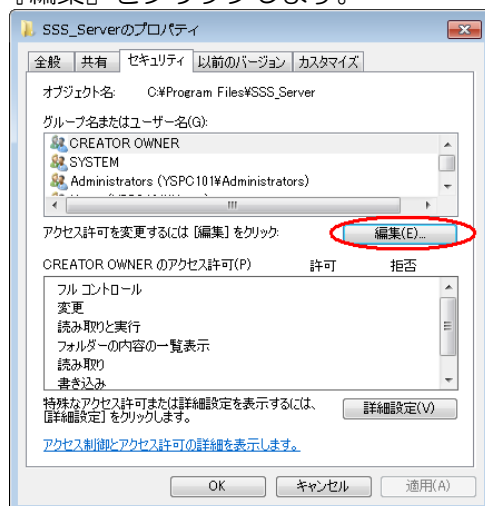 『編集』をクリックします。
SSS_Serverのプロパティ
全般 共有 セキュリティ 以前のバージョン カスタマイズ
オブジェクト名: C:¥Program Files¥SSS_Server
グループ名またはユーザー名(G):
CREATOR OWNER
SYSTEM
Administrators (YSPC101¥Administrators)
アクセス許可を変更するには [編集] をクリック: 編集(E)...
CREATOR OWNER のアクセス許可(P) 許可 拒否
フル コントロール
変更
読み取りと実行
フォルダーの内容の一覧表示
読み取り
書き込み
特殊なアクセス許可または詳細設定を表示するには、 詳細設定(V)
[詳細設定] をクリックします。
アクセス制御とアクセス許可の詳細を表示します。
OK キャンセル 適用(A)